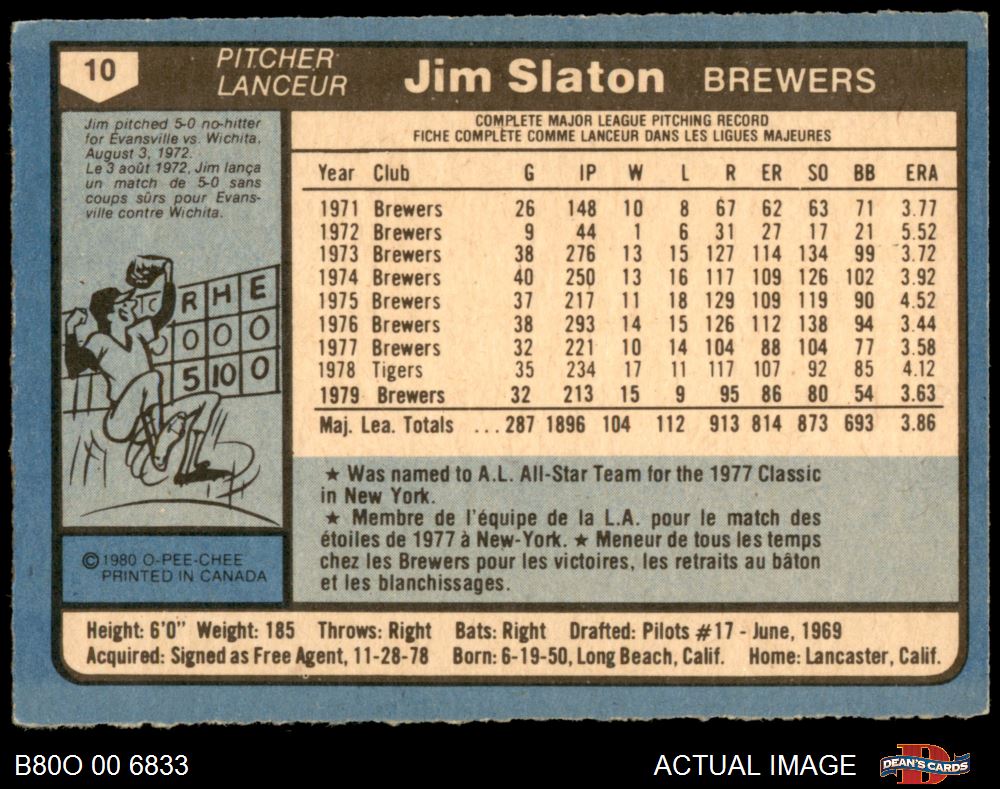 10
PITCHER
LANCEUR
Jim Slaton BREWERS
Jim pitched 5-0 no-hitter
for Evansville vs. Wichita,
August 3, 1972.
Le 3 août 1972, Jim lança
un match de 5-0 sans
coups sûrs pour Evans-
ville contre Wichita.
R H E
0 0 0
5 10 0
© 1980 O-PEE-CHEE
PRINTED IN CANADA
COMPLETE MAJOR LEAGUE PITCHING RECORD
FICHE COMPLÈTE COMME LANCEUR DANS LES LIGUES MAJEURES
Year Club G IP W L R ER SO BB ERA
1971 Brewers 26 148 10 8 67 62 63 71 3.77
1972 Brewers 9 44 1 6 31 27 17 21 5.52
1973 Brewers 38 276 13 15 127 114 134 99 3.72
1974 Brewers 40 250 13 16 117 109 126 102 3.92
1975 Brewers 37 217 11 18 129 109 119 90 4.52
1976 Brewers 38 293 14 15 126 112 138 94 3.44
1977 Brewers 32 221 10 14 104 88 104 77 3.58
1978 Tigers 35 234 17 11 117 107 92 85 4.12
1979 Brewers 32 213 15 9 95 86 80 54 3.63
Maj. Lea. Totals ... 287 1896 104 112 913 814 873 693 3.86
★ Was named to A.L. All-Star Team for the 1977 Classic
in New York.
★ Membre de l'équipe de la L.A. pour le match des
étoiles de 1977 à New-York. ★ Meneur de tous les temps
chez les Brewers pour les victoires, les retraits au bâton
et les blanchissages.
Height: 6'0" Weight: 185 Throws: Right Bats: Right Drafted: Pilots #17 - June, 1969
Acquired: Signed as Free Agent, 11-28-78 Born: 6-19-50, Long Beach, Calif. Home: Lancaster, Calif.
B80O 00 6833
ACTUAL IMAGE
DEAN'S CARDS